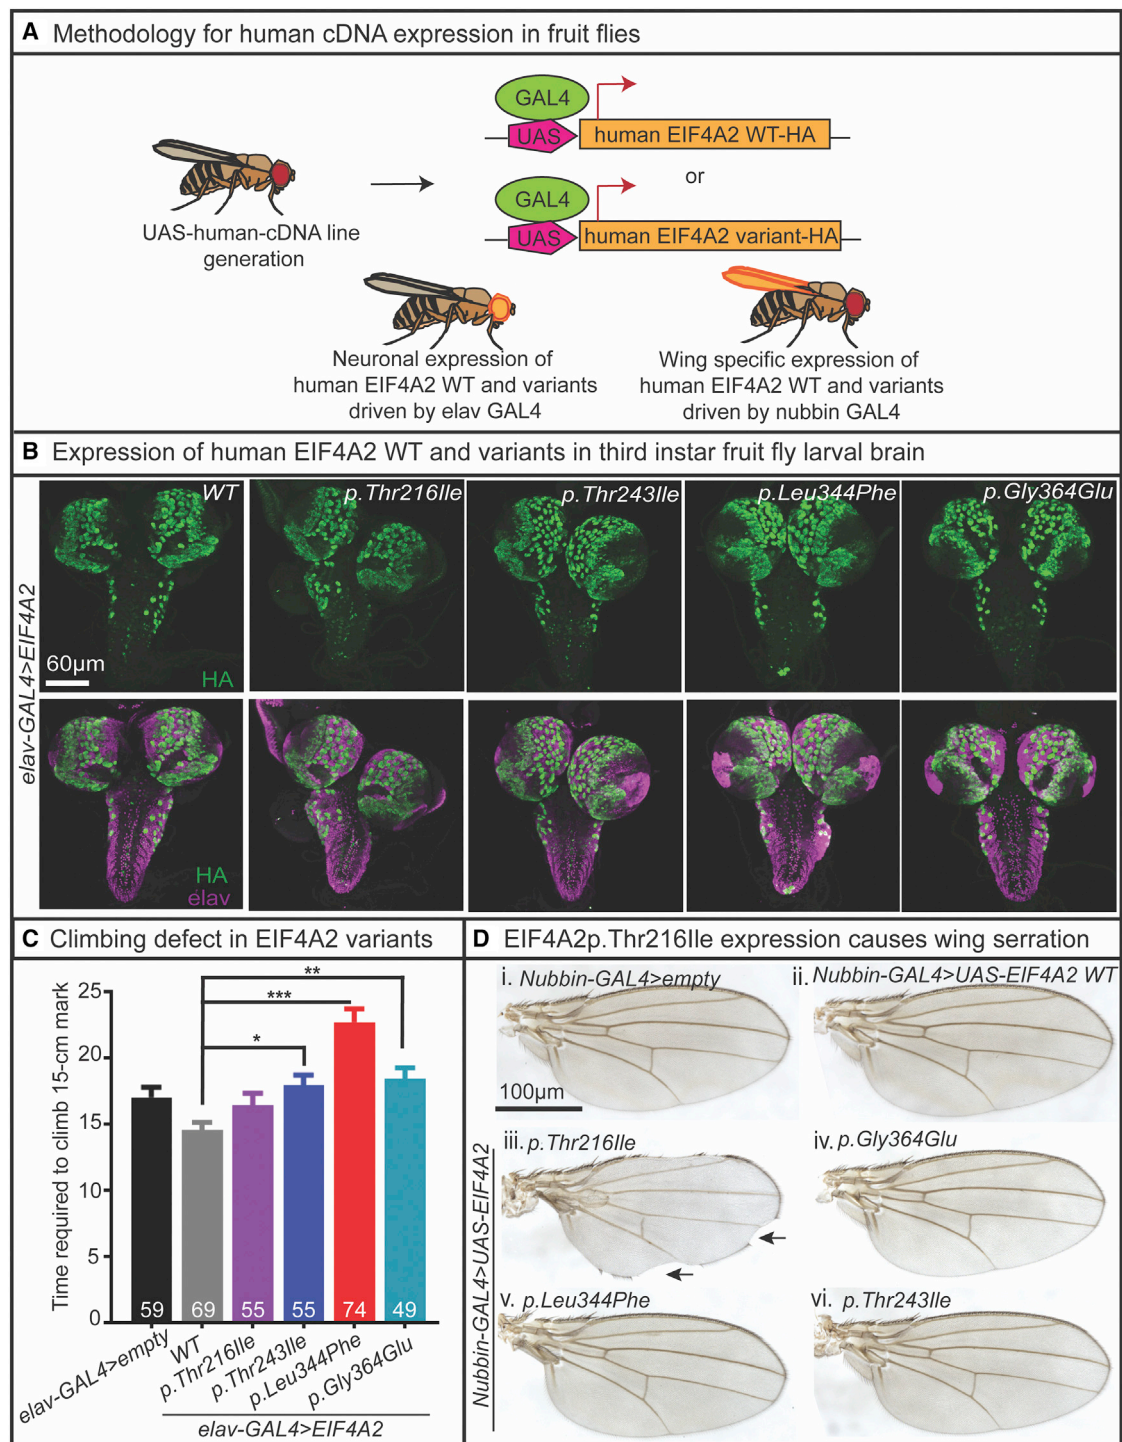 A Methodology for human cDNA expression in fruit flies
GAL4
UAS
human EIF4A2 WT-HA
or
GAL4
UAS
human EIF4A2 variant-HA
UAS-human-cDNA line
generation
Neuronal expression of
human EIF4A2 WT and variants
driven by elav GAL4
Wing specific expression of
human EIF4A2 WT and variants
driven by nubbin GAL4
B Expression of human EIF4A2 WT and variants in third instar fruit fly larval brain
elav-GAL4>EIF4A2
WT
p.Thr216Ile
p.Thr243Ile
p.Leu344Phe
p.Gly364Glu
60µm
HA
HA
elav
C Climbing defect in EIF4A2 variants
Time required to climb 15-cm mark
25
20
15
10
5
0
**
***
*
59
69
55
55
74
49
elav-GAL4>empty
WT
p.Thr216Ile
p.Thr243Ile
p.Leu344Phe
p.Gly364Glu
elav-GAL4>EIF4A2
D EIF4A2p.Thr216Ile expression causes wing serration
i. Nubbin-GAL4>empty
ii. Nubbin-GAL4>UAS-EIF4A2 WT
100µm
Nubbin-GAL4>UAS-EIF4A2
iii. p.Thr216Ile
iv. p.Gly364Glu
v. p.Leu344Phe
vi. p.Thr243Ile